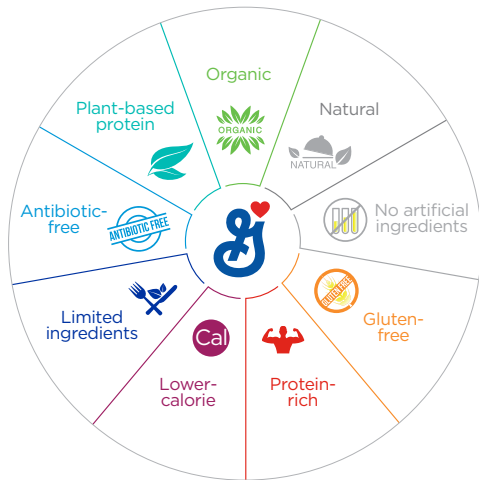 Organic
ORGANIC
Natural
NATURAL
No artificial
ingredients
GLUTEN FREE
Gluten-
free
Protein-
rich
Cal
Lower-
calorie
Limited
ingredients
Antibiotic-
free
ANTIBIOTIC FREE
Plant-based
protein
G